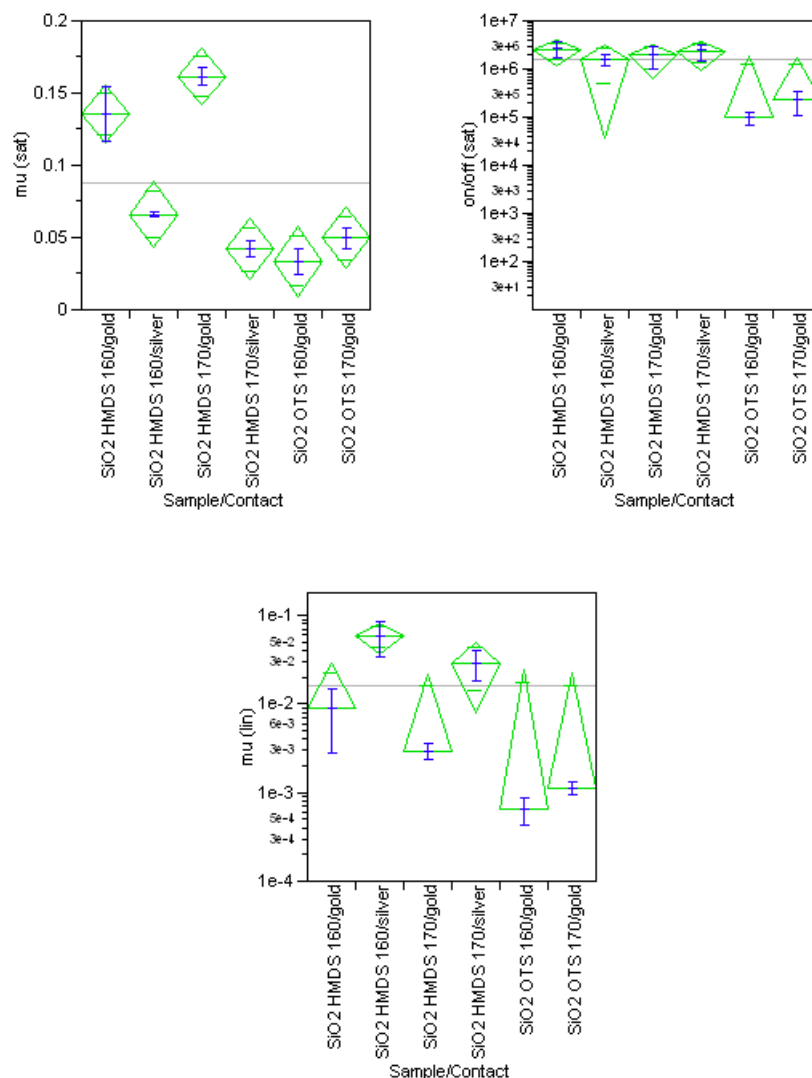 mu (sat)
0.2
0.15
0.1
0.05
0
SiO2 HMDS 160/gold
SiO2 HMDS 160/silver
SiO2 HMDS 170/gold
SiO2 HMDS 170/silver
SiO2 OTS 160/gold
SiO2 OTS 170/gold
Sample/Contact
on/off (sat)
1e+7
3e+6
1e+6
3e+5
1e+5
3e+4
1e+4
3e+3
1e+3
3e+2
1e+2
3e+1
SiO2 HMDS 160/gold
SiO2 HMDS 160/silver
SiO2 HMDS 170/gold
SiO2 HMDS 170/silver
SiO2 OTS 160/gold
SiO2 OTS 170/gold
Sample/Contact
mu (lin)
1e-1
5e-2
3e-2
1e-2
6e-3
3e-3
1e-3
5e-4
3e-4
1e-4
SiO2 HMDS 160/gold
SiO2 HMDS 160/silver
SiO2 HMDS 170/gold
SiO2 HMDS 170/silver
SiO2 OTS 160/gold
SiO2 OTS 170/gold
Sample/Contact